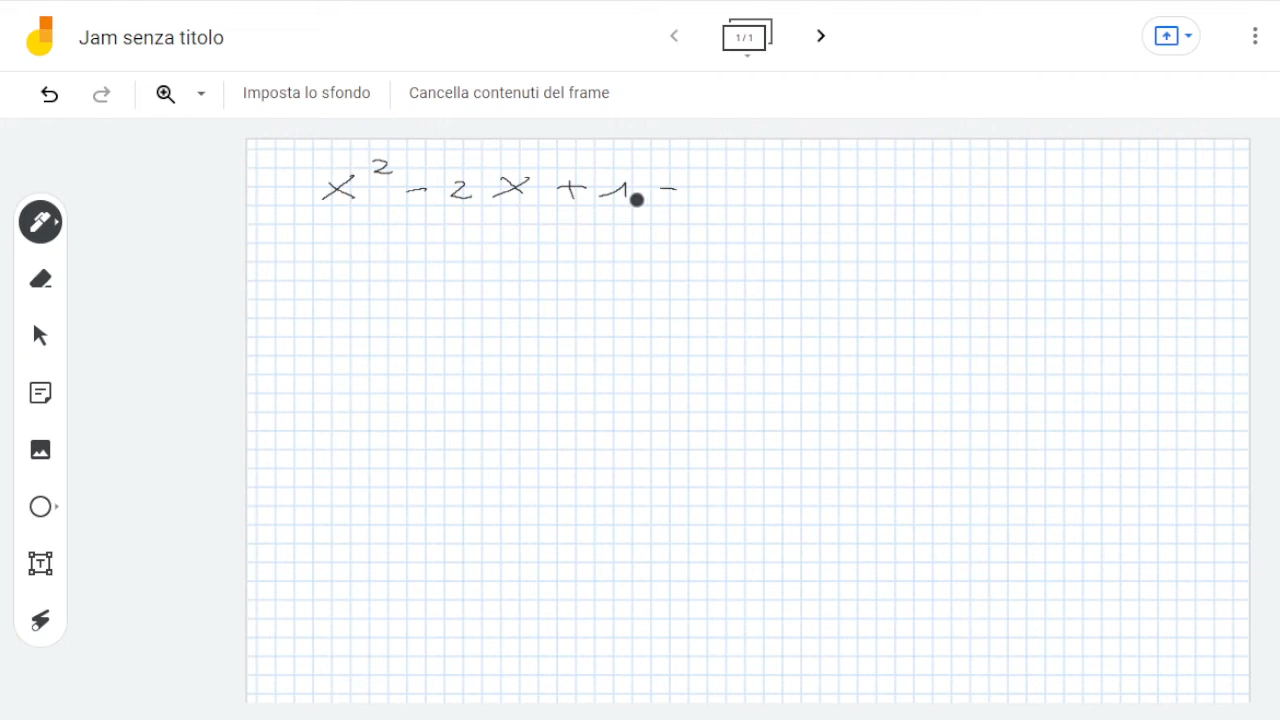 Jam senza titolo
1/1
Imposta lo sfondo
Cancella contenuti del frame
x² - 2x + 1 -
T